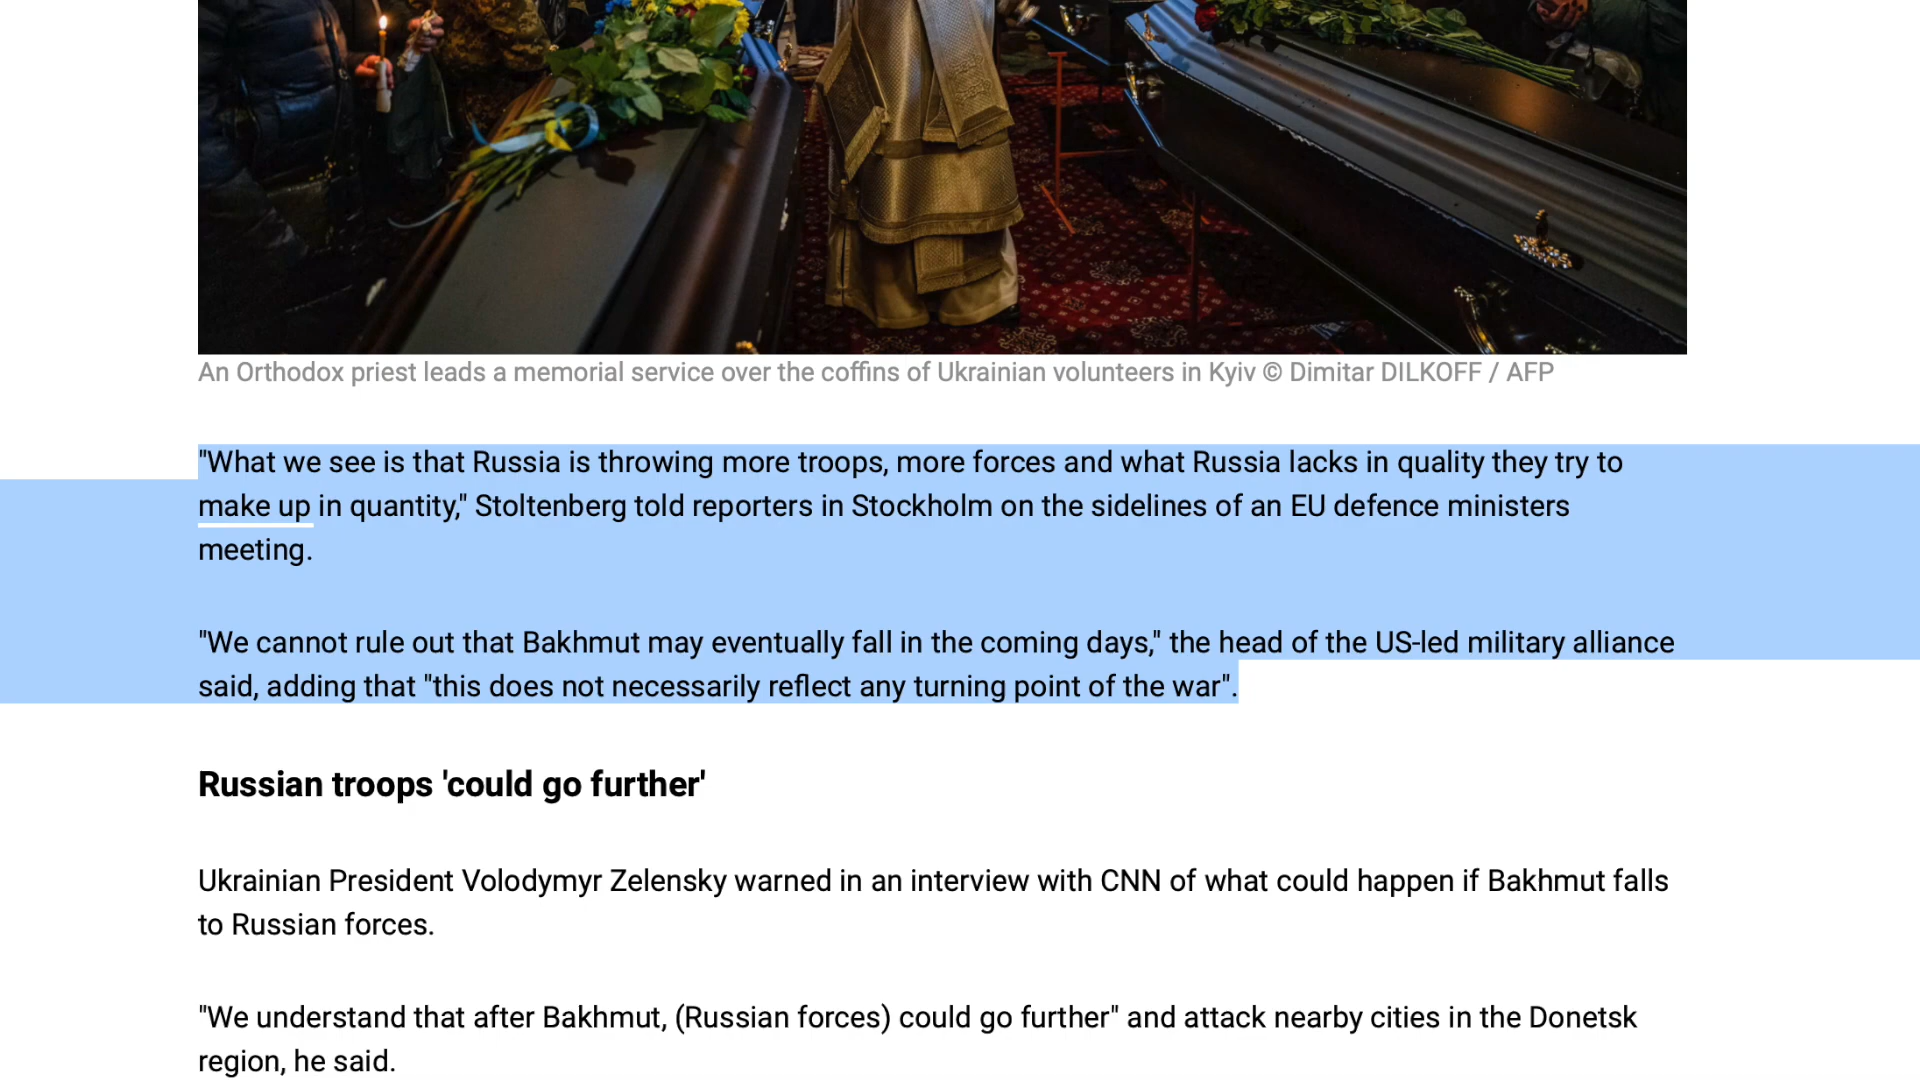 An Orthodox priest leads a memorial service over the coffins of Ukrainian volunteers in Kyiv © Dimitar DILKOFF / AFP
"What we see is that Russia is throwing more troops, more forces and what Russia lacks in quality they try to
make up in quantity," Stoltenberg told reporters in Stockholm on the sidelines of an EU defence ministers
meeting.
"We cannot rule out that Bakhmut may eventually fall in the coming days," the head of the US-led military alliance
said, adding that "this does not necessarily reflect any turning point of the war".
Russian troops 'could go further'
Ukrainian President Volodymyr Zelensky warned in an interview with CNN of what could happen if Bakhmut falls
to Russian forces.
"We understand that after Bakhmut, (Russian forces) could go further" and attack nearby cities in the Donetsk
region, he said.